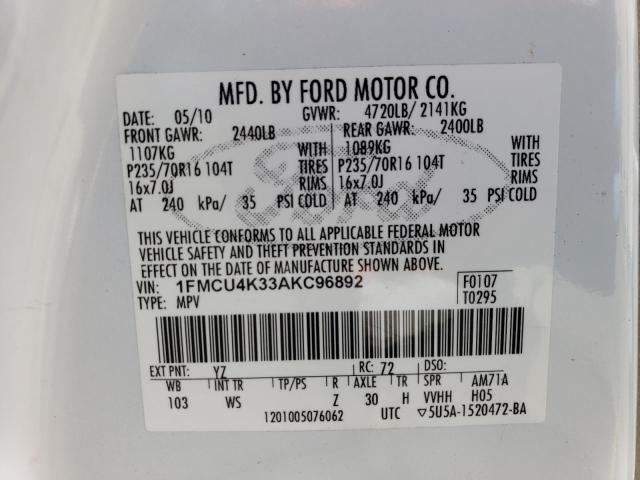 MFD. BY FORD MOTOR CO.
DATE: 05/10 GVWR: 4720LB/ 2141KG
FRONT GAWR: 2440LB REAR GAWR: 2400LB
1107KG WITH 1089KG WITH
P235/70R16 104T TIRES P235/70R16 104T TIRES
16x7.0J RIMS 16x7.0J RIMS
AT 240 kPa/ 35 PSI COLD AT 240 kPa/ 35 PSI COLD
Ford
THIS VEHICLE CONFORMS TO ALL APPLICABLE FEDERAL MOTOR
VEHICLE SAFETY AND THEFT PREVENTION STANDARDS IN
EFFECT ON THE DATE OF MANUFACTURE SHOWN ABOVE.
VIN: 1FMCU4K33AKC96892 F0107
TYPE: MPV T0295
EXT PNT: YZ RC: 72 DSO:
WB INT TR TP/PS R AXLE TR SPR AM71A
103 WS Z 30 H VVHH H05
1201005076062 UTC ▽5U5A-1520472-BA